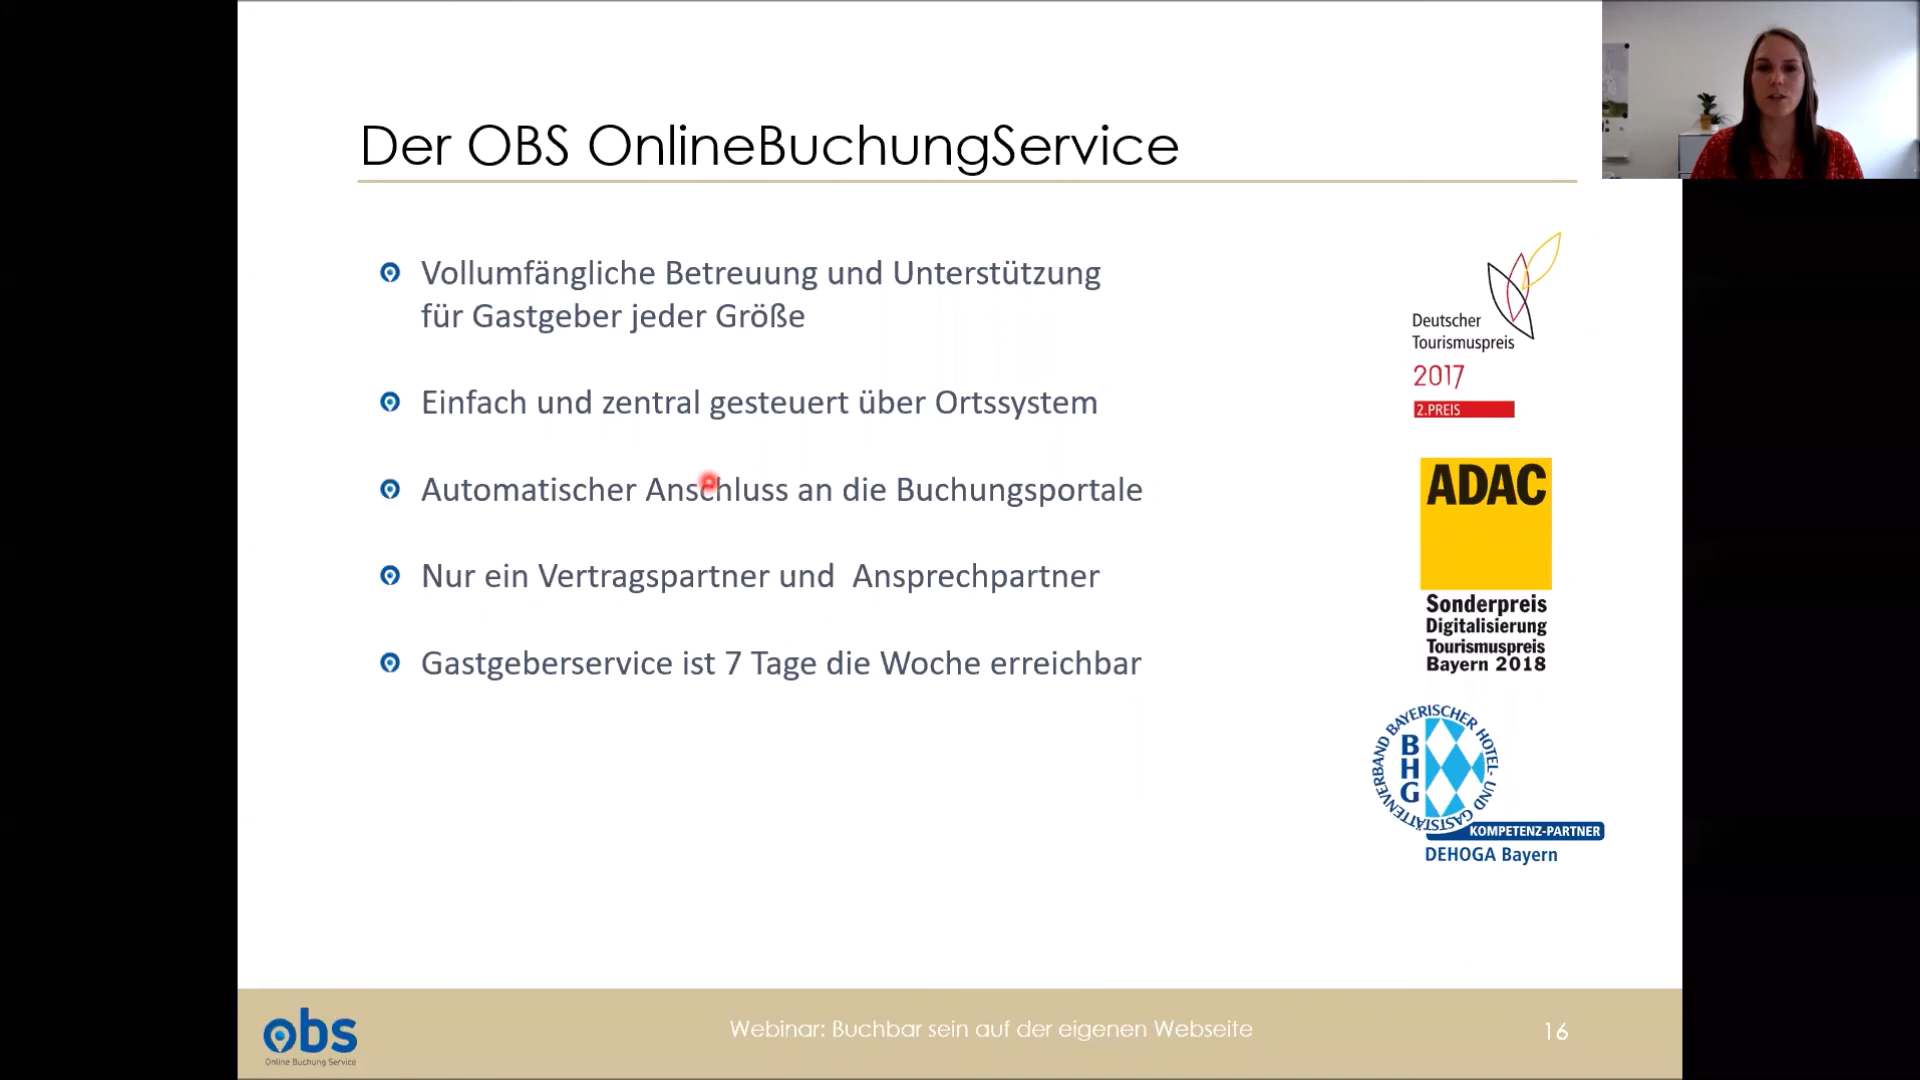 Der OBS OnlineBuchungService
Vollumfängliche Betreuung und Unterstützung
für Gastgeber jeder Größe
Einfach und zentral gesteuert über Ortssystem
Automatischer Anschluss an die Buchungsportale
Nur ein Vertragspartner und  Ansprechpartner
Gastgeberservice ist 7 Tage die Woche erreichbar
Deutscher
Tourismuspreis
2017
2.PREIS
ADAC
Sonderpreis
Digitalisierung
Tourismuspreis
Bayern 2018
BAYERISCHER HOTEL- UND GASTSTÄTTENVERBAND
BHG
KOMPETENZ-PARTNER
DEHOGA Bayern
obs
Online Buchung Service
Webinar: Buchbar sein auf der eigenen Webseite
16